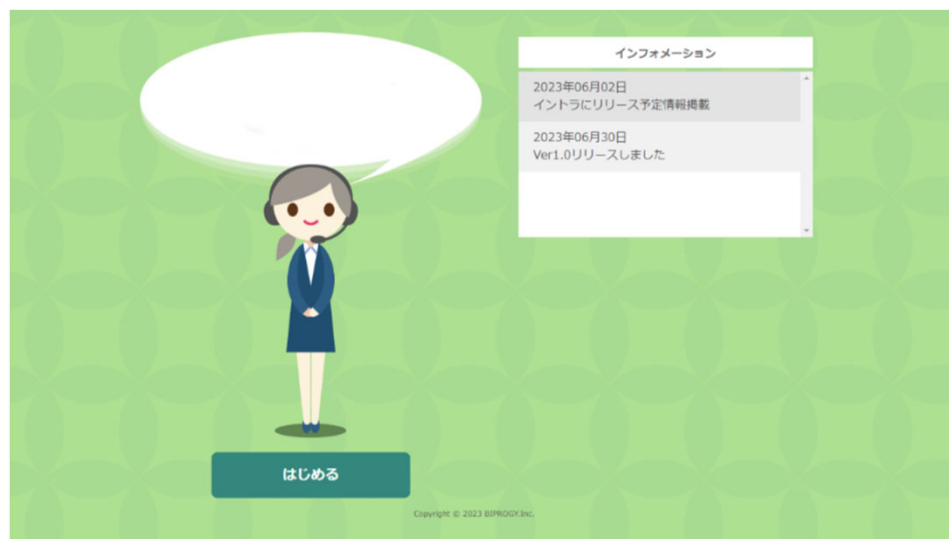 インフォメーション
2023年06月02日
イントラにリリース予定情報掲載
2023年06月30日
Ver1.0リリースしました
はじめる
Copyright © 2023 BIPROGY.Inc.